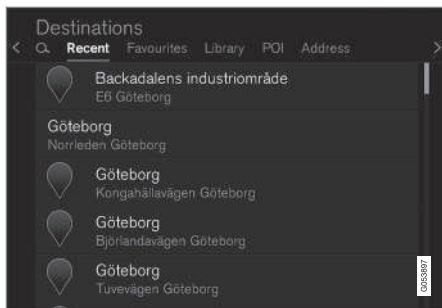 Destinations
Recent Favourites Library POI Address
Backadalens industriområde
E6 Göteborg
Göteborg
Norrleden Göteborg
Göteborg
Kongahällavägen Göteborg
Göteborg
Björlandavägen Göteborg
Göteborg
Tuvevägen Göteborg
G053897